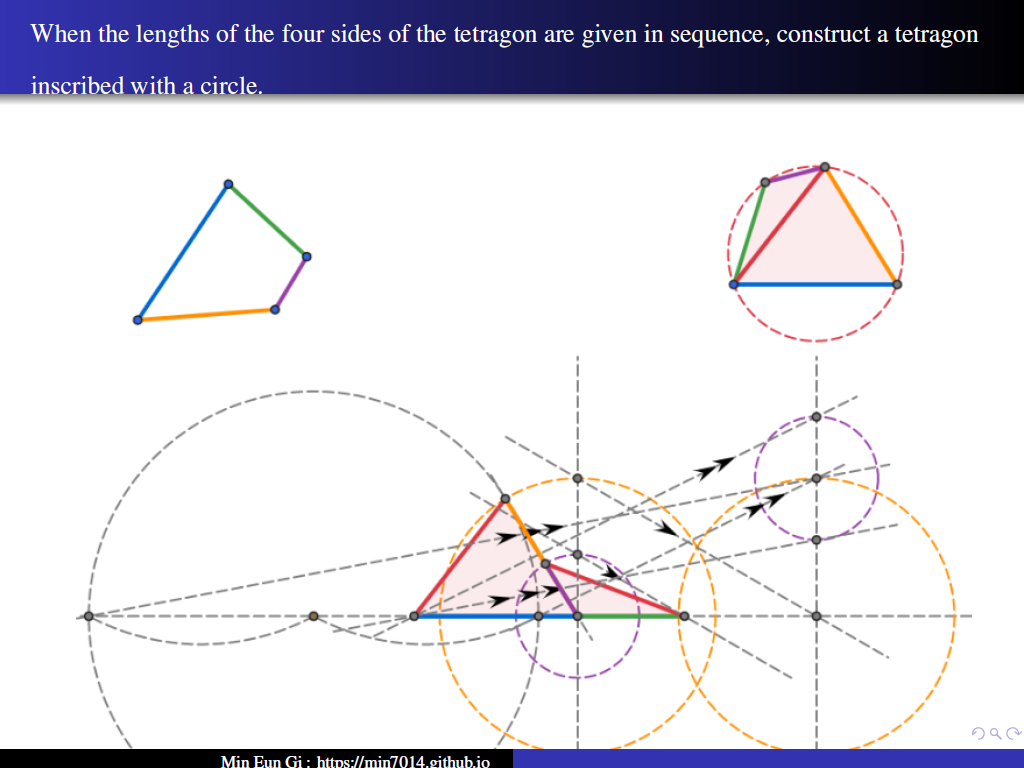 When the lengths of the four sides of the tetragon are given in sequence, construct a tetragon
inscribed with a circle.
Min Eun Gi : https://min7014.github.io